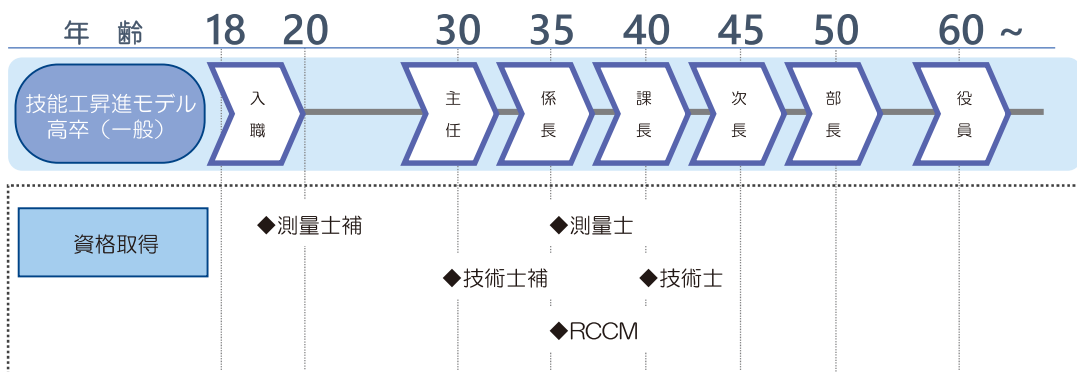 年 齢 18 20 30 35 40 45 50 60 ~
技能工昇進モデル
高卒（一般）
入職
主任
係長
課長
次長
部長
役員
資格取得
◆測量士補
◆測量士
◆技術士補
◆技術士
◆RCCM